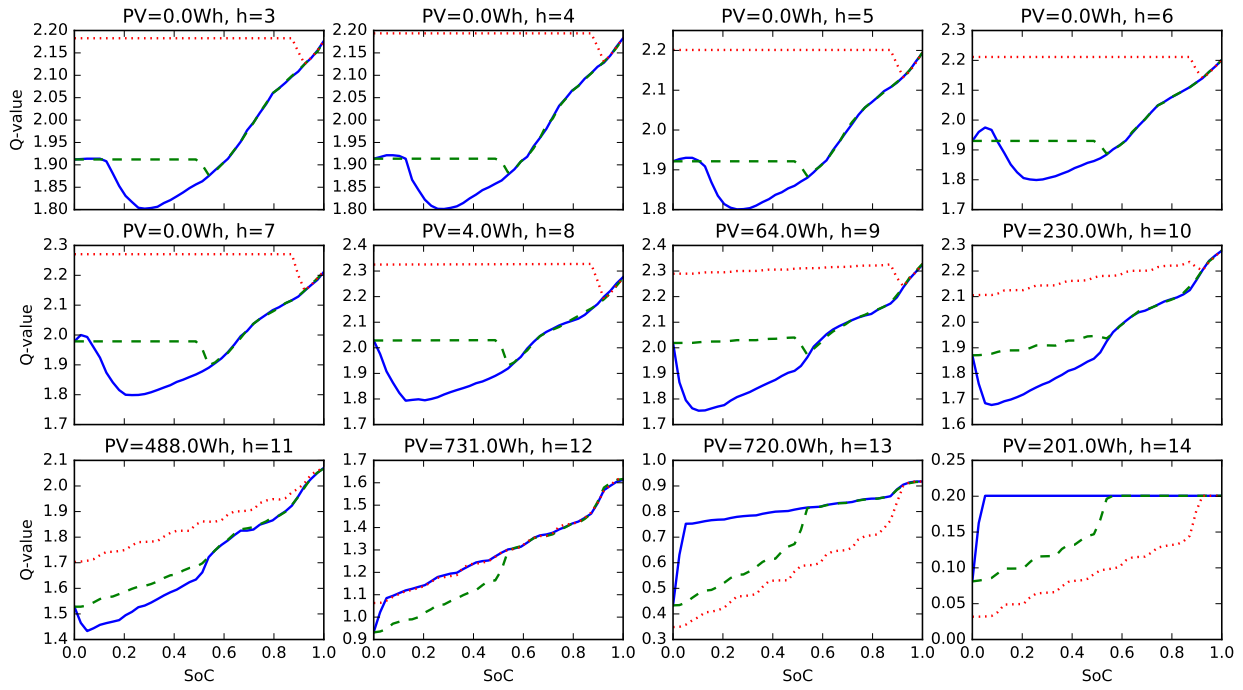 PV=0.0Wh, h=3 PV=0.0Wh, h=4 PV=0.0Wh, h=5 PV=0.0Wh, h=6
2.20 2.20 2.3
2.15 2.15 2.2 2.2
2.10 2.10 2.1
2.05 2.05 2.1
2.00 2.00 2.0 2.0
1.95 1.95 1.9
1.90 1.90 1.9
1.85 1.85 1.8
1.80 1.80 1.8 1.7
Q-value
PV=0.0Wh, h=7 PV=4.0Wh, h=8 PV=64.0Wh, h=9 PV=230.0Wh, h=10
2.3 2.4 2.4 2.3
2.2 2.3 2.3 2.2
2.1 2.2 2.2 2.1
2.0 2.1 2.1 2.0
1.9 2.0 2.0 1.9
1.8 1.9 1.9 1.8
1.7 1.8 1.8 1.7
1.7 1.7 1.6
Q-value
PV=488.0Wh, h=11 PV=731.0Wh, h=12 PV=720.0Wh, h=13 PV=201.0Wh, h=14
2.1 1.7 1.0 0.25
2.0 1.6 0.9 0.20
1.9 1.5 0.8 0.15
1.8 1.4 0.7 0.10
1.7 1.3 0.6 0.05
1.6 1.2 0.5 0.00
1.5 1.1 0.4
1.4 1.0 0.3
0.9
Q-value
0.0 0.2 0.4 0.6 0.8 1.0 0.0 0.2 0.4 0.6 0.8 1.0 0.0 0.2 0.4 0.6 0.8 1.0 0.0 0.2 0.4 0.6 0.8 1.0
SoC SoC SoC SoC